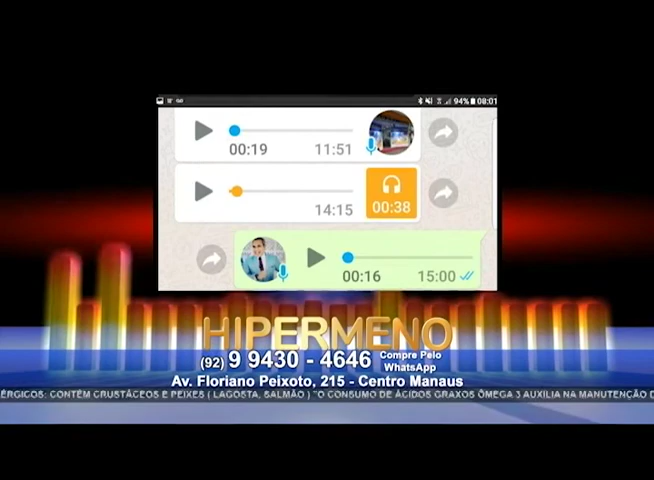 94% 08:01
00:19 11:51
14:15 00:38
00:16 15:00
HIPERMENO
(92) 9 9430 - 4646 Compre Pelo
WhatsApp
Av. Floriano Peixoto, 215 - Centro Manaus
ÉRGICOS: CONTÉM CRUSTÁCEOS E PEIXES ( LAGOSTA, SALMÃO ) "O CONSUMO DE ÁCIDOS GRAXOS ÔMEGA 3 AUXILIA NA MANUTENÇÃO D